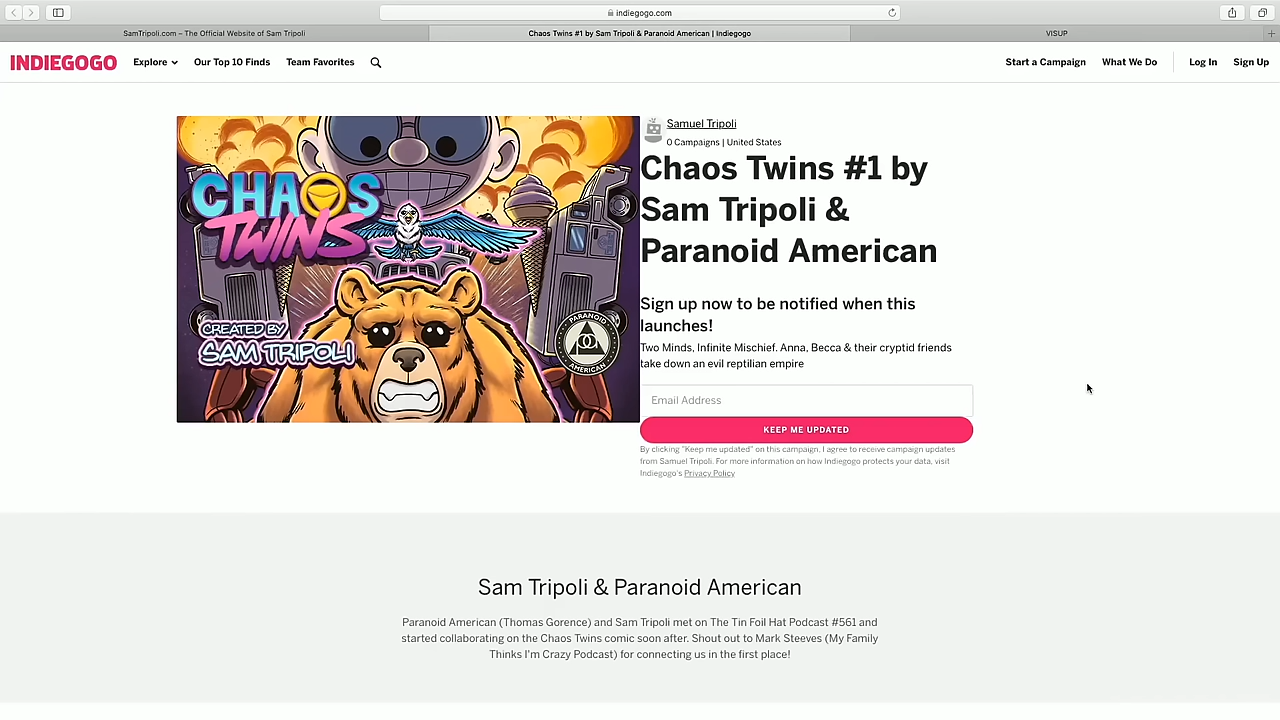 indiegogo.com
SamTripoli.com – The Official Website of Sam Tripoli
Chaos Twins #1 by Sam Tripoli & Paranoid American | Indiegogo
VISUP
INDIEGOGO
Explore
Our Top 10 Finds
Team Favorites
Start a Campaign
What We Do
Log In
Sign Up
CHAOS
TWINS
CREATED BY
SAM TRIPOLI
PARANOID
AMERICAN
Samuel Tripoli
0 Campaigns | United States
Chaos Twins #1 by
Sam Tripoli &
Paranoid American
Sign up now to be notified when this
launches!
Two Minds, Infinite Mischief. Anna, Becca & their cryptid friends
take down an evil reptilian empire
Email Address
KEEP ME UPDATED
By clicking "Keep me updated" on this campaign, I agree to receive campaign updates
from Samuel Tripoli. For more information on how Indiegogo protects your data, visit
Indiegogo's Privacy Policy
Sam Tripoli & Paranoid American
Paranoid American (Thomas Gorence) and Sam Tripoli met on The Tin Foil Hat Podcast #561 and
started collaborating on the Chaos Twins comic soon after. Shout out to Mark Steeves (My Family
Thinks I'm Crazy Podcast) for connecting us in the first place!